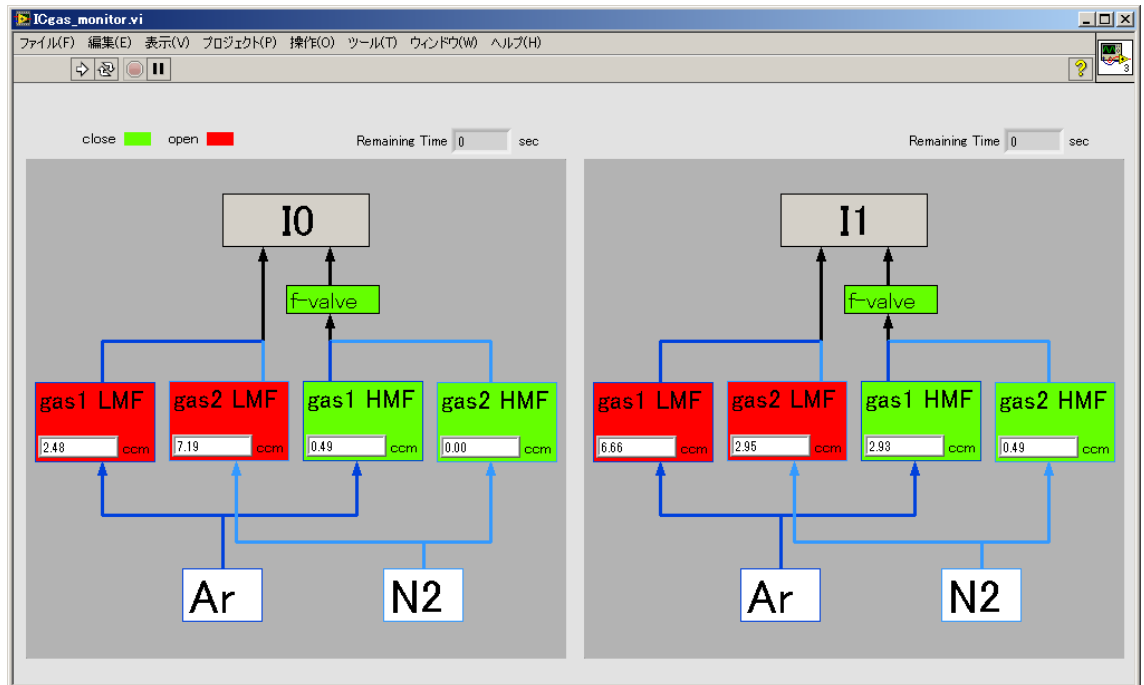 ICgas_monitor.vi
ファイル(F) 編集(E) 表示(V) プロジェクト(P) 操作(O) ツール(T) ウィンドウ(W) ヘルプ(H)
?
3
close open Remaining Time 0 sec
Remaining Time 0 sec
I0
f-valve
gas1 LMF gas2 LMF gas1 HMF gas2 HMF
2.48 ccm 7.19 ccm 0.49 ccm 0.00 ccm
Ar N2
I1
f-valve
gas1 LMF gas2 LMF gas1 HMF gas2 HMF
6.66 ccm 2.95 ccm 2.93 ccm 0.49 ccm
Ar N2